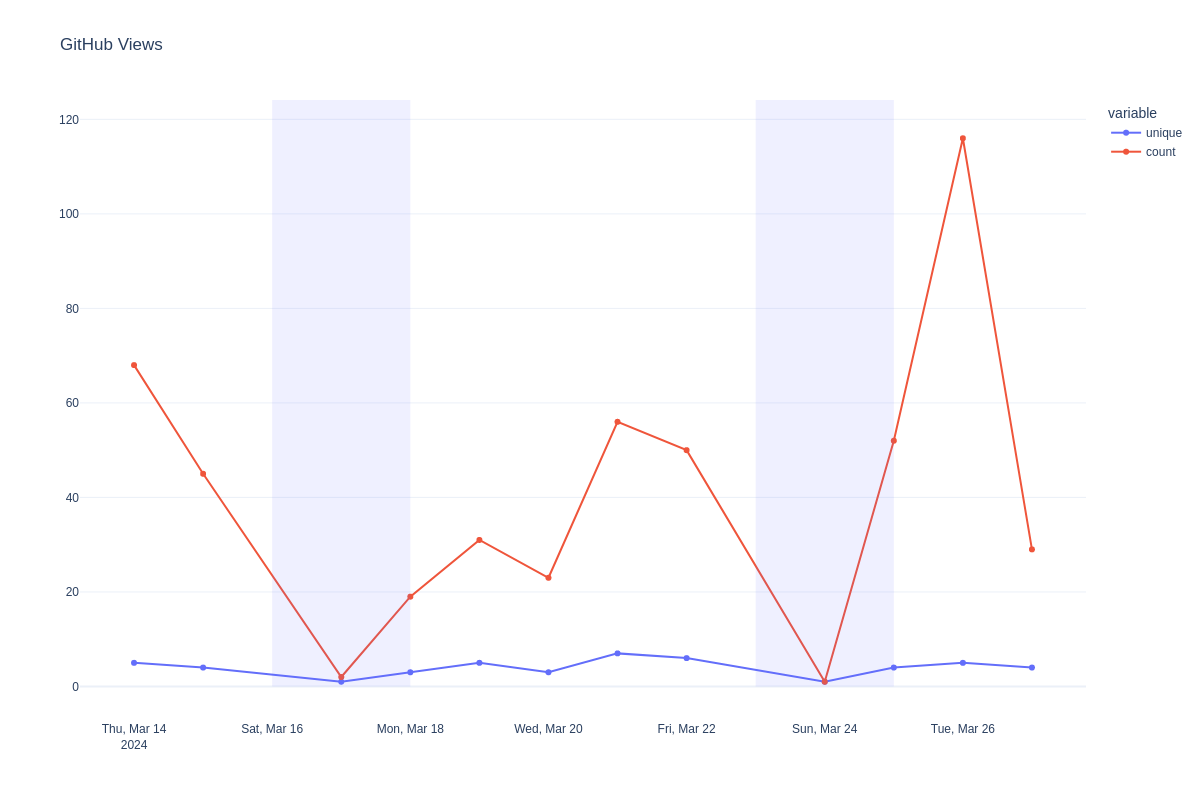 GitHub Views
variable
unique
count
120
100
80
60
40
20
0
Thu, Mar 14
2024
Sat, Mar 16
Mon, Mar 18
Wed, Mar 20
Fri, Mar 22
Sun, Mar 24
Tue, Mar 26